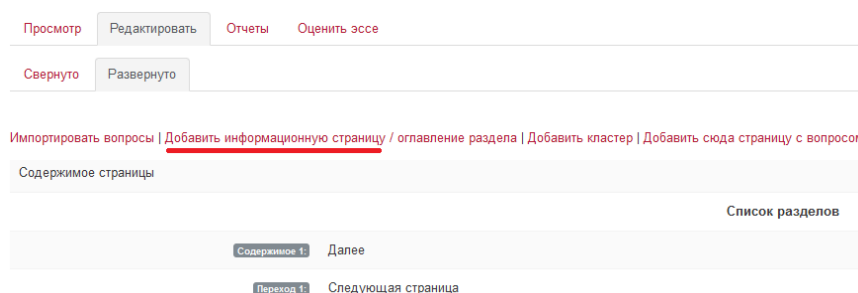 Просмотр Редактировать Отчеты Оценить эссе
Свернуто Развернуто
Импортировать вопросы | Добавить информационную страницу / оглавление раздела | Добавить кластер | Добавить сюда страницу с вопросом
Содержимое страницы
Список разделов
Содержимое 1: Далее
Переход 1: Следующая страница